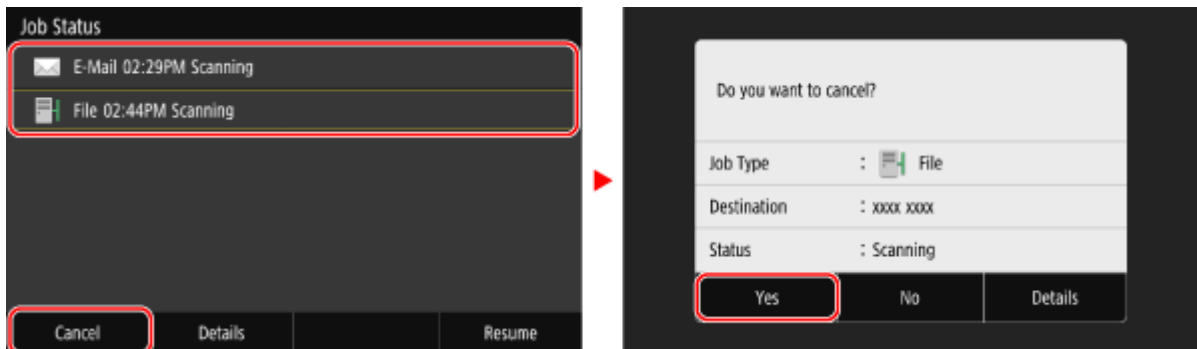 Job Status
E-Mail 02:29PM Scanning
File 02:44PM Scanning
Cancel Details Resume
Do you want to cancel?
Job Type : File
Destination : xxxx xxxx
Status : Scanning
Yes No Details